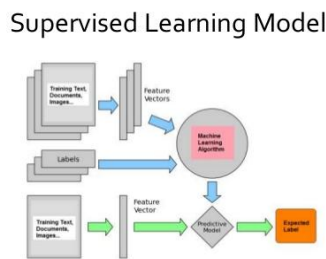 Supervised Learning Model
Training Text,
Documents,
Images...
Feature
Vectors
Machine
Learning
Algorithm
Labels
Training Text,
Documents,
Images...
Feature
Vector
Predictive
Model
Expected
Label